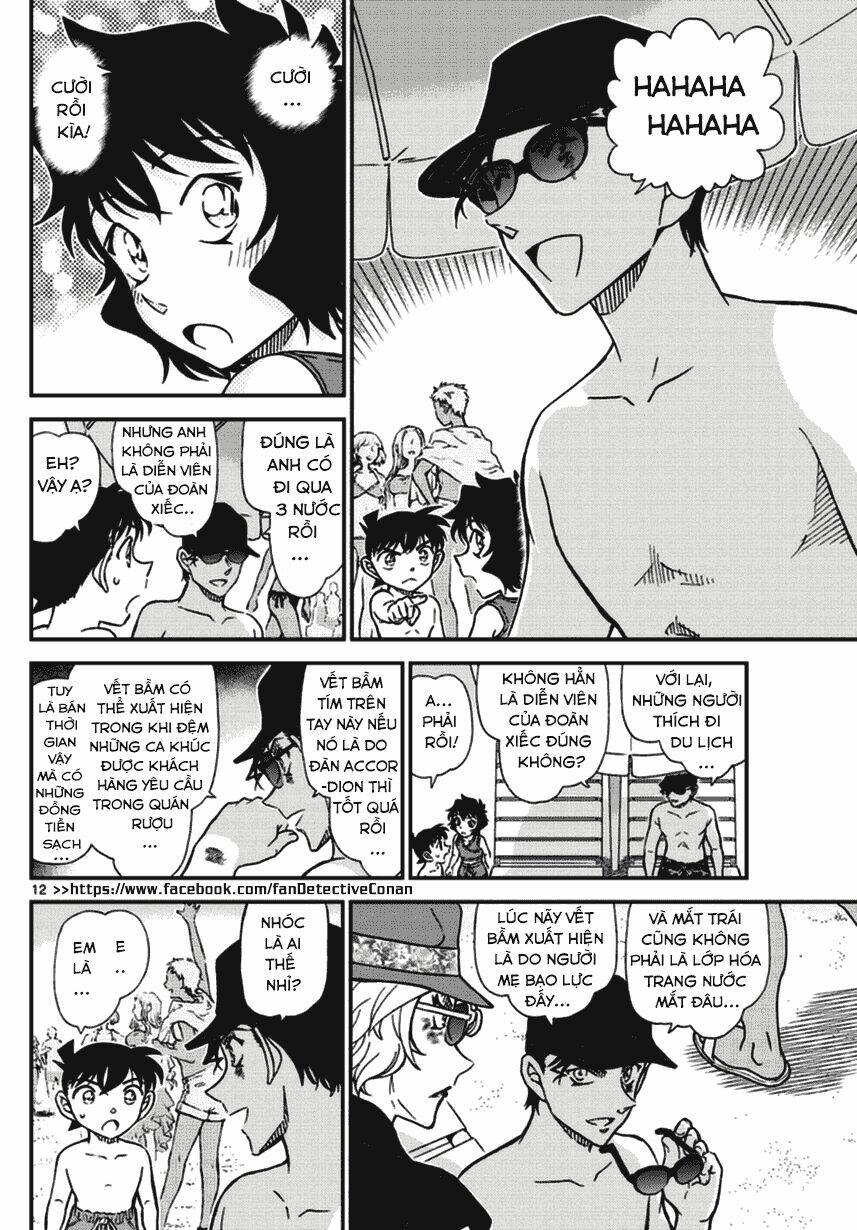 HAHAHA
HAHAHA
CƯỜI
...
CƯỜI
RỒI
KÌA!
ĐÚNG LÀ
ANH CÓ
ĐI QUA
3 NƯỚC
RỒI
...
NHƯNG ANH
KHÔNG PHẢI
LÀ DIỄN VIÊN
CỦA ĐOÀN
XIẾC..
EH?
VẬY Ạ?
VỚI LẠI,
NHỮNG NGƯỜI
THÍCH ĐI
DU LỊCH
...
KHÔNG HẲN
LÀ DIỄN VIÊN
CỦA ĐOÀN
XIẾC ĐÚNG
KHÔNG?
A...
PHẢI
RỒI!
VẾT BẦM
TÍM TRÊN
TAY NÀY NẾU
NÓ LÀ DO
ĐÀN ACCOR
-DION THÌ
TỐT QUÁ
RỒI
...
VẾT BẦM CÓ
THỂ XUẤT HIỆN
TRONG KHI ĐỆM
NHỮNG CA KHÚC
ĐƯỢC KHÁCH
HÀNG YÊU CẦU
TRONG QUÁN
RƯỢU
...
TUY
LÀ BÁN
THỜI
GIAN
VẬY
MÀ CÓ
NHỮNG
ĐỒNG
TIỀN
SẠCH
...
12 >>https://www.facebook.com/fanDetectiveConan
VÀ MẮT TRÁI
CŨNG KHÔNG
PHẢI LÀ LỚP HÓA
TRANG NƯỚC
MẮT ĐÂU...
LÚC NÃY VẾT
BẦM XUẤT HIỆN
LÀ DO NGƯỜI
MẸ BẠO LỰC
ĐẤY...
NHÓC
LÀ AI
THẾ
NHỈ?
E
..
EM
LÀ
...